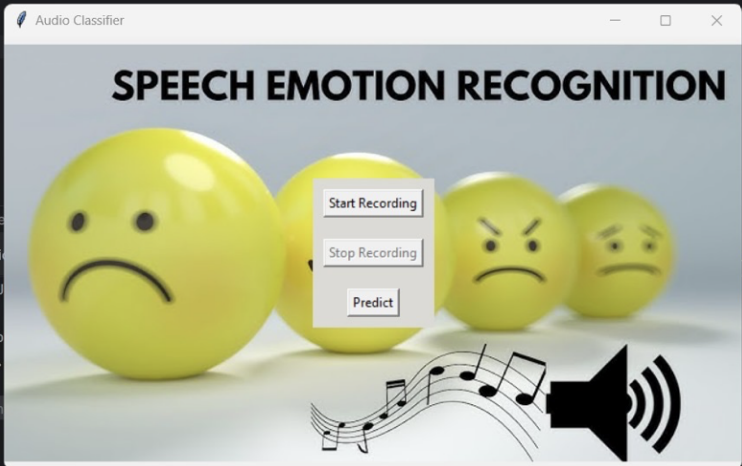 Audio Classifier
SPEECH EMOTION RECOGNITION
Start Recording
Stop Recording
Predict